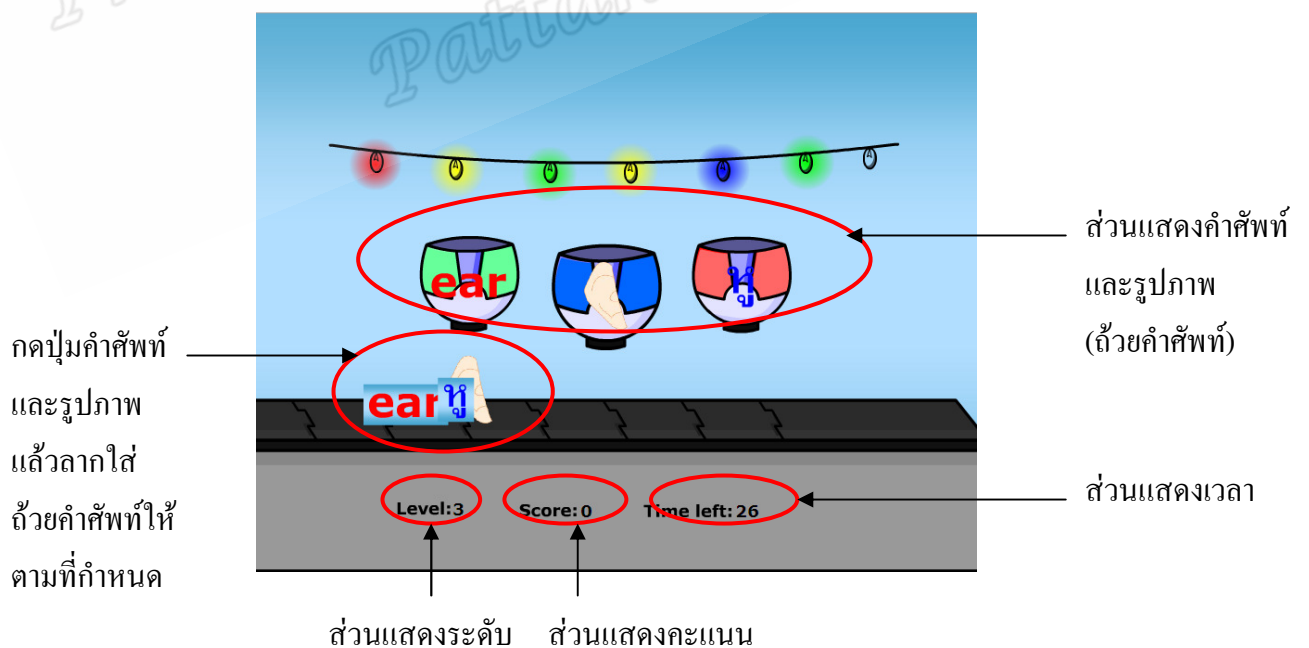 Pattan
ear
หู
ส่วนแสดงคำศัพท์
และรูปภาพ
(ถ้วยคำศัพท์)
กดปุ่มคำศัพท์
และรูปภาพ
แล้วลากใส่
ถ้วยคำศัพท์ให้
ตามที่กำหนด
ear
หู
ส่วนแสดงเวลา
Level:3 Score:0 Time left:26
ส่วนแสดงระดับ ส่วนแสดงคะแนน